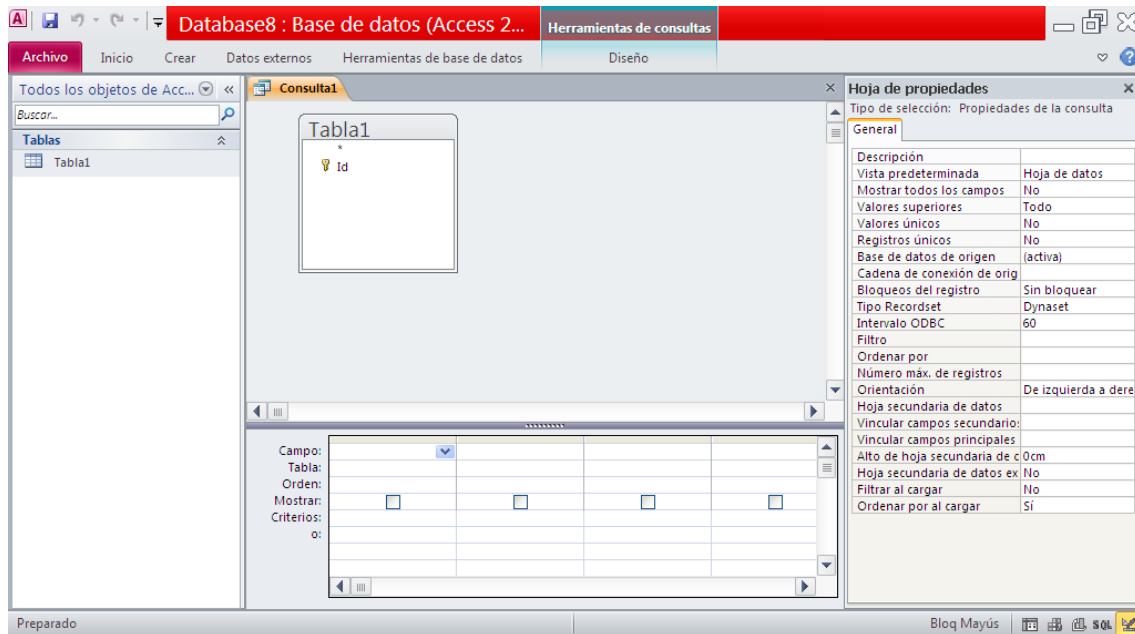 Database8 : Base de datos (Access 2...
Herramientas de consultas
Archivo
Inicio
Crear
Datos externos
Herramientas de base de datos
Diseño
Todos los objetos de Acc...
Buscar...
Tablas
Tabla1
Consulta1
Tabla1
*
Id
Campo:
Tabla:
Orden:
Mostrar:
Criterios:
o:
Hoja de propiedades
Tipo de selección: Propiedades de la consulta
General
Descripción
Vista predeterminada Hoja de datos
Mostrar todos los campos No
Valores superiores Todo
Valores únicos No
Registros únicos No
Base de datos de origen (activa)
Cadena de conexión de orig
Bloqueos del registro Sin bloquear
Tipo Recordset Dynaset
Intervalo ODBC 60
Filtro
Ordenar por
Número máx. de registros
Orientación De izquierda a dere
Hoja secundaria de datos
Vincular campos secundarios
Vincular campos principales
Alto de hoja secundaria de d 0cm
Hoja secundaria de datos ex No
Filtrar al cargar No
Ordenar por al cargar Sí
Preparado
Bloq Mayús
SQL